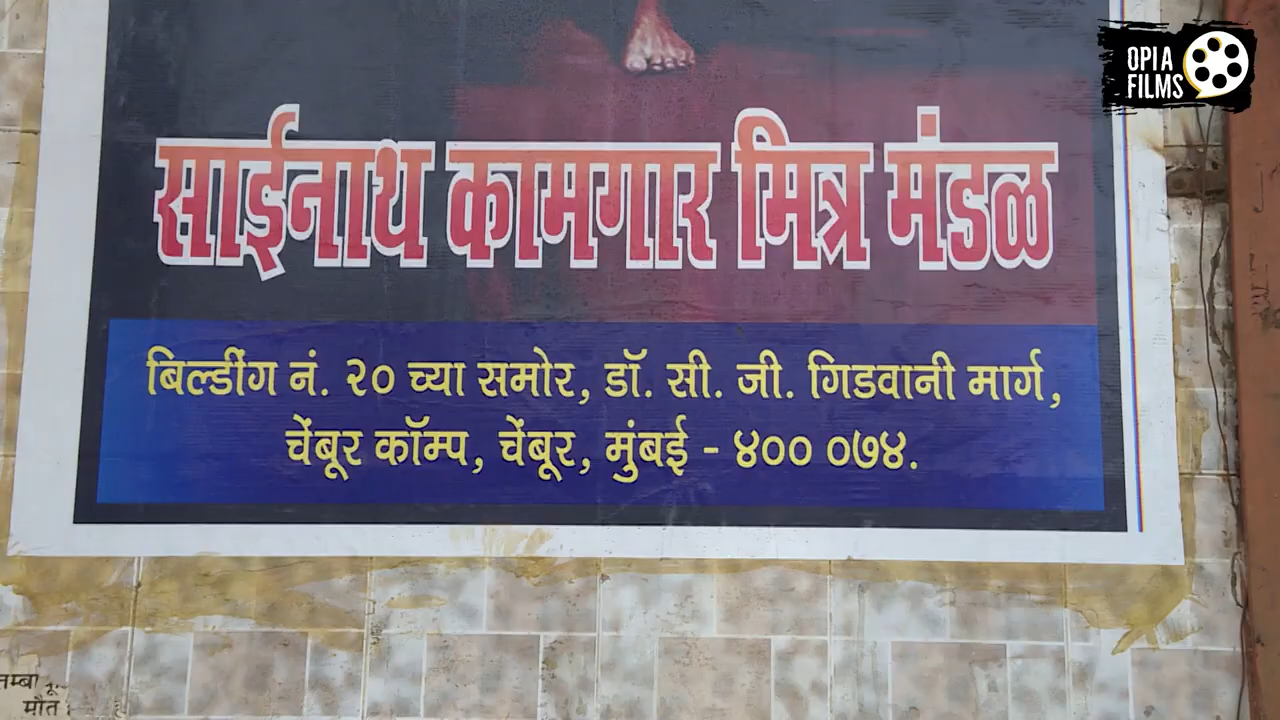 OPIA
FILMS
साईनाथ कामगार मित्र मंडळ
बिल्डींग नं. २० च्या समोर, डॉ. सी. जी. गिडवानी मार्ग,
चेंबूर कॉम्प, चेंबूर, मुंबई - ४०० ०७४.
मौत